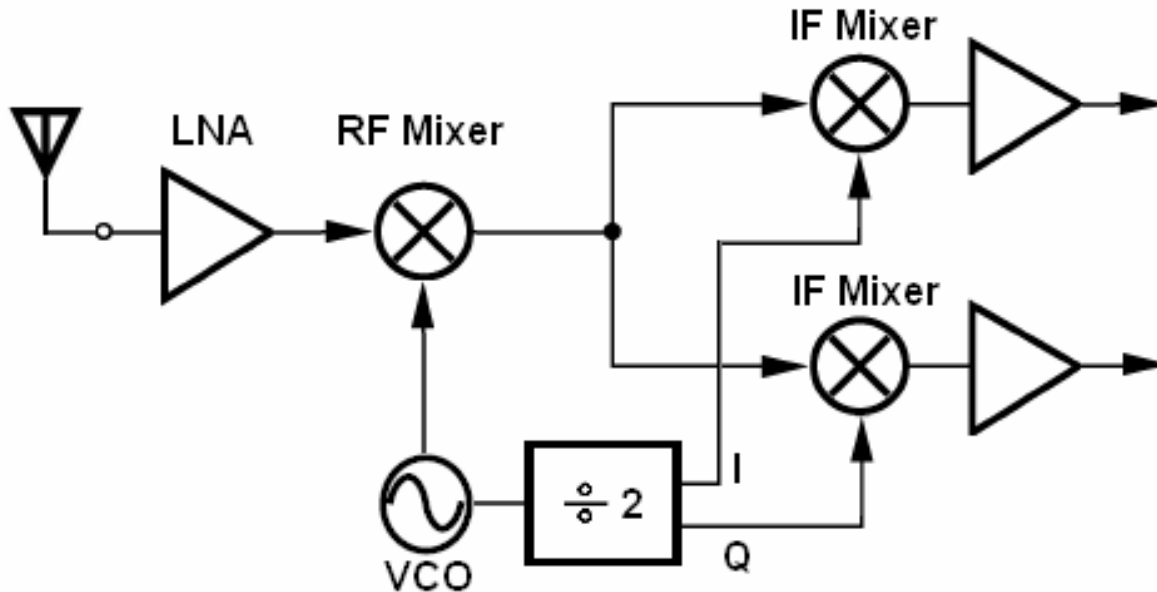 IF Mixer
LNA
RF Mixer
IF Mixer
I
÷ 2
Q
VCO